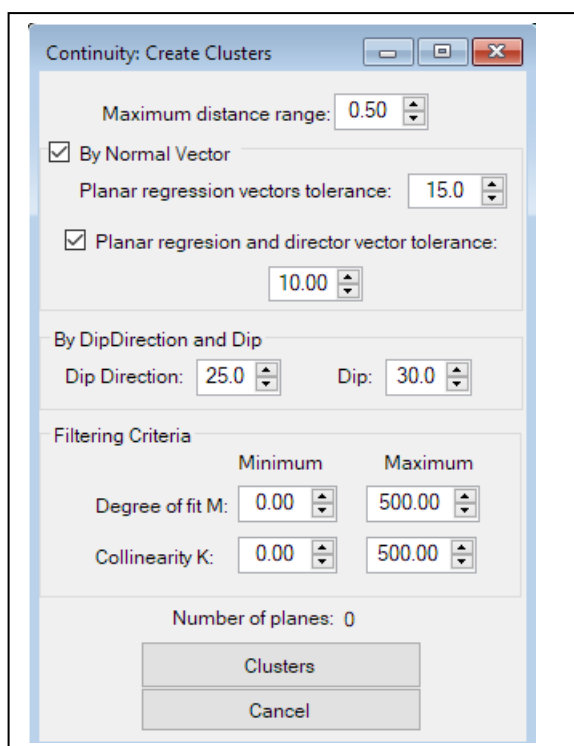 Continuity: Create Clusters
Maximum distance range: 0.50
By Normal Vector
Planar regression vectors tolerance: 15.0
Planar regresion and director vector tolerance:
10.00
By DipDirection and Dip
Dip Direction: 25.0 Dip: 30.0
Filtering Criteria
Minimum Maximum
Degree of fit M: 0.00 500.00
Collinearity K: 0.00 500.00
Number of planes: 0
Clusters
Cancel